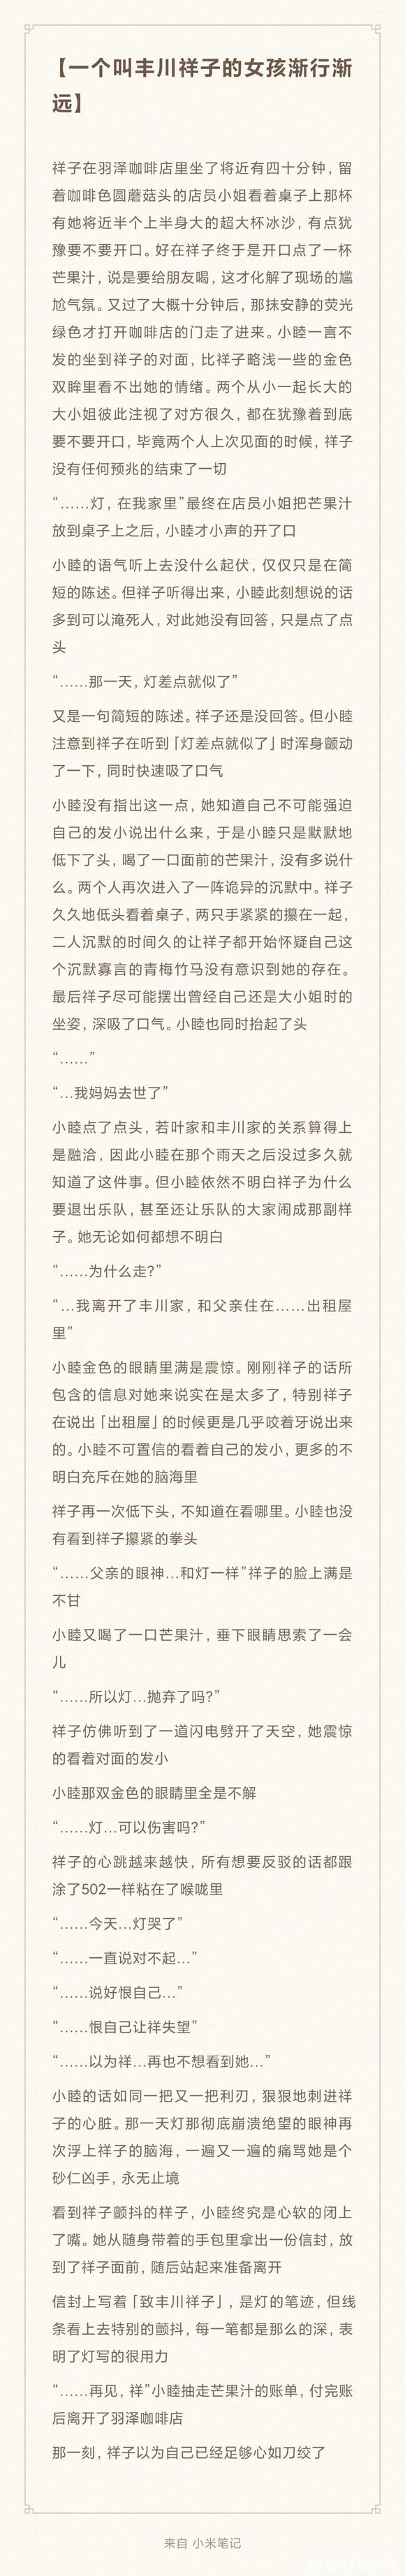 【一个叫丰川祥子的女孩渐行渐
远】
祥子在羽泽咖啡店里坐了将近有四十分钟，留
着咖啡色圆蘑菇头的店员小姐看着桌子上那杯
有她将近半个上半身大的超大杯冰沙，有点犹
豫要不要开口。好在祥子终于是开口点了一杯
芒果汁，说是要给朋友喝，这才化解了现场的尴
尬气氛。又过了大概十分钟后，那抹安静的荧光
绿色才打开咖啡店的门走了进来。小睦一言不
发的坐到祥子的对面，比祥子略浅一些的金色
双眸里看不出她的情绪。两个从小一起长大的
大小姐彼此注视了对方很久，都在犹豫着到底
要不要开口，毕竟两个人上次见面的时候，祥子
没有任何预兆的结束了一切
“……灯，在我家里”最终在店员小姐把芒果汁
放到桌子上之后，小睦才小声的开了口
小睦的语气听上去没什么起伏，仅仅只是在简
短的陈述。但祥子听得出来，小睦此刻想说的话
多到可以淹死人，对此她没有回答，只是点了点
头
“……那一天，灯差点就似了”
又是一句简短的陈述。祥子还是没回答。但小睦
注意到祥子在听到「灯差点就似了」时浑身颤动
了一下，同时快速吸了口气
小睦没有指出这一点，她知道自己不可能强迫
自己的发小说出什么来，于是小睦只是默默地
低下了头，喝了一口面前的芒果汁，没有多说什
么。两个人再次进入了一阵诡异的沉默中。祥子
久久地低头看着桌子，两只手紧紧的攥在一起，
二人沉默的时间久的让祥子都开始怀疑自己这
个沉默寡言的青梅竹马没有意识到她的存在。
最后祥子尽可能摆出曾经自己还是大小姐时的
坐姿，深吸了口气。小睦也同时抬起了头
“……”
“…我妈妈去世了”
小睦点了点头，若叶家和丰川家的关系算得上
是融洽，因此小睦在那个雨天之后没过多久就
知道了这件事。但小睦依然不明白祥子为什么
要退出乐队，甚至还让乐队的大家闹成那副样
子。她无论如何都想不明白
“……为什么走?”
“…我离开了丰川家，和父亲住在……出租屋
里”
小睦金色的眼睛里满是震惊。刚刚祥子的话所
包含的信息对她来说实在是太多了，特别祥子
在说出「出租屋」的时候更是几乎咬着牙说出来
的。小睦不可置信的看着自己的发小，更多的不
明白充斥在她的脑海里
祥子再一次低下头，不知道在看哪里。小睦也没
有看到祥子攥紧的拳头
“……父亲的眼神…和灯一样”祥子的脸上满是
不甘
小睦又喝了一口芒果汁，垂下眼睛思索了一会
儿
“……所以灯…抛弃了吗?”
祥子仿佛听到了一道闪电劈开了天空，她震惊
的看着对面的发小
小睦那双金色的眼睛里全是不解
“……灯…可以伤害吗?”
祥子的心跳越来越快，所有想要反驳的话都跟
涂了502一样粘在了喉咙里
“……今天…灯哭了”
“……一直说对不起…”
“……说好恨自己…”
“……恨自己让祥失望”
“……以为祥…再也不想看到她…”
小睦的话如同一把又一把利刃，狠狠地刺进祥
子的心脏。那一天灯那彻底崩溃绝望的眼神再
次浮上祥子的脑海，一遍又一遍的痛骂她是个
砂仁凶手，永无止境
看到祥子颤抖的样子，小睦终究是心软的闭上
了嘴。她从随身带着的手包里拿出一份信封，放
到了祥子面前，随后站起来准备离开
信封上写着「致丰川祥子」，是灯的笔迹，但线
条看上去特别的颤抖，每一笔都是那么的深，表
明了灯写的很用力
“……再见，祥”小睦抽走芒果汁的账单，付完账
后离开了羽泽咖啡店
那一刻，祥子以为自己已经足够心如刀绞了
来自 小米笔记